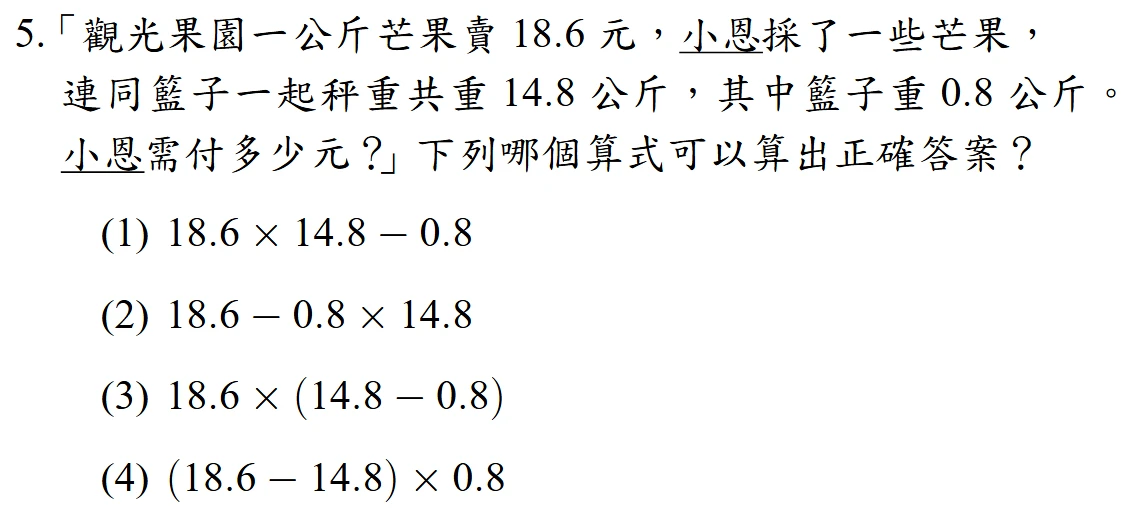 5.「觀光果園一公斤芒果賣 18.6 元，小恩採了一些芒果，
連同籃子一起秤重共重 14.8 公斤，其中籃子重 0.8 公斤。
小恩需付多少元？」下列哪個算式可以算出正確答案？
(1) 18.6 × 14.8 − 0.8
(2) 18.6 − 0.8 × 14.8
(3) 18.6 × (14.8 − 0.8)
(4) (18.6 − 14.8) × 0.8